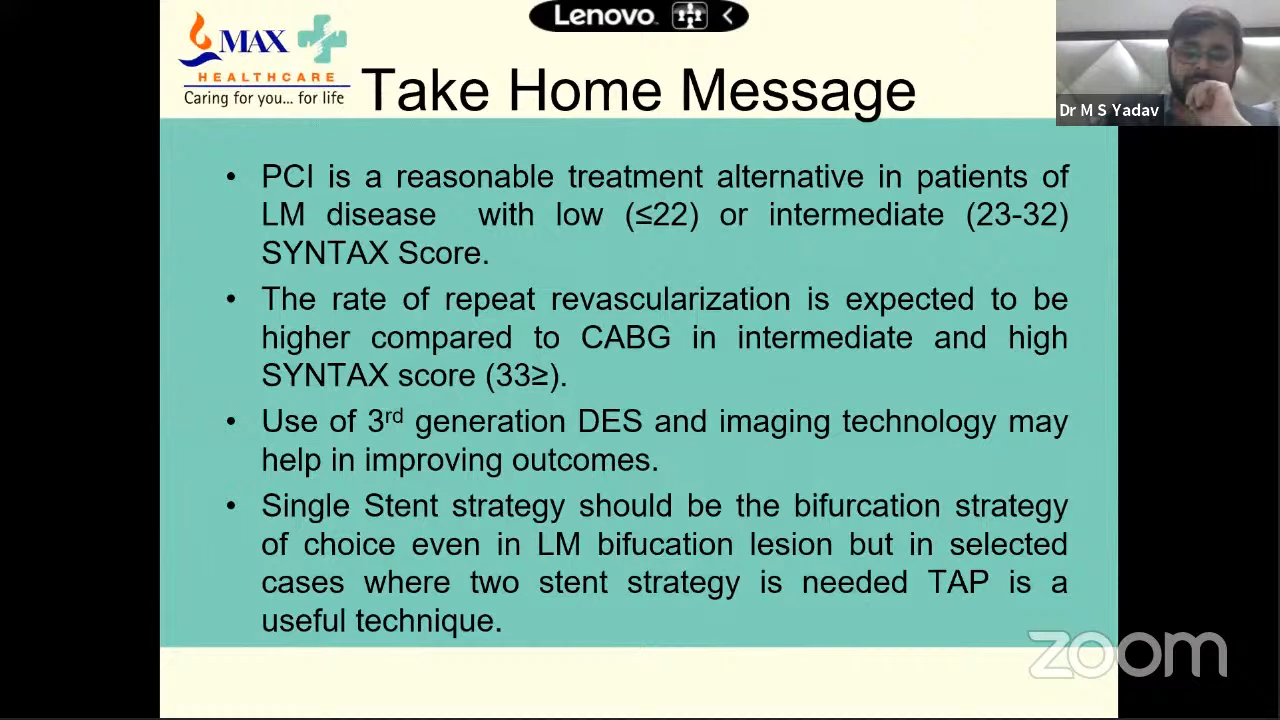 Lenovo
MAX
HEALTHCARE
Caring for you... for life
Take Home Message
Dr M S Yadav
• PCI is a reasonable treatment alternative in patients of
LM disease with low (≤22) or intermediate (23-32)
SYNTAX Score.
• The rate of repeat revascularization is expected to be
higher compared to CABG in intermediate and high
SYNTAX score (33≥).
• Use of 3rd generation DES and imaging technology may
help in improving outcomes.
• Single Stent strategy should be the bifurcation strategy
of choice even in LM bifucation lesion but in selected
cases where two stent strategy is needed TAP is a
useful technique.
zoom